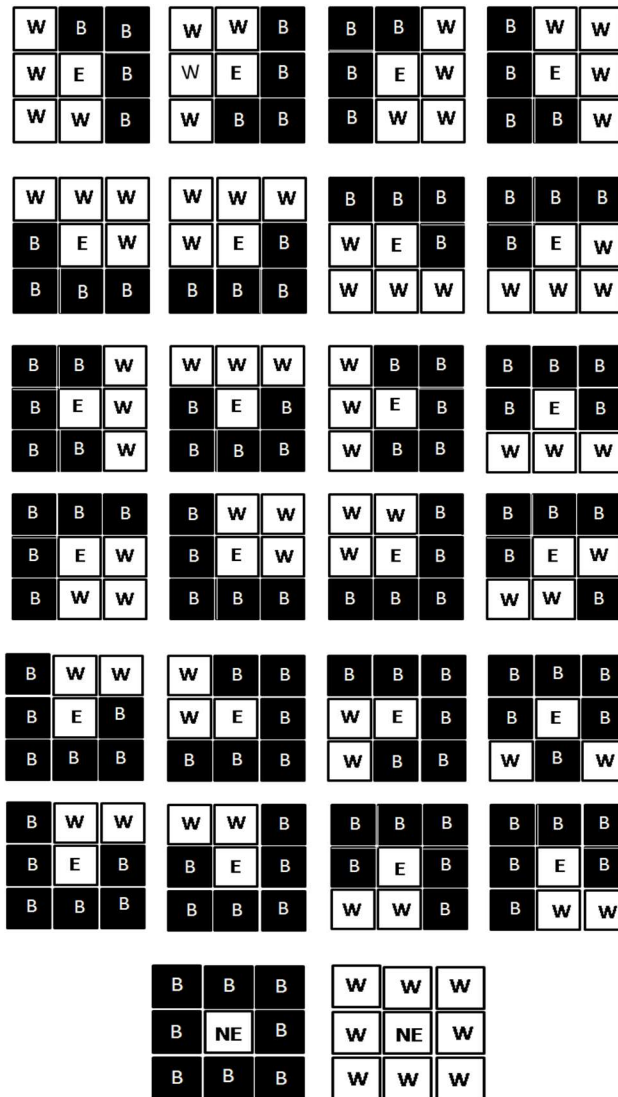 W B B W W B B B W B W W
W E B W E B B E W B E W
W W B W B B B W W B B W
W W W W W W B B B B B B
B E W W E B W E B B E W
B B B B B B W W W W W W
B B W W W W W B B B B B
B E W B E B W E B B E B
B B W B B B W B B W W W
B B B B W W W W B B B B
B E W B E W W E B B E W
B W W B B B B B B W W B
B W W W B B B B B B B B
B E B W E B W E B B E B
B B B B B B W B B W B W
B W W W W B B B B B B B
B E B B E B B E B B E B
B B B B B B W W B B W W
B B B W W W
B NE B W NE W
B B B W W W